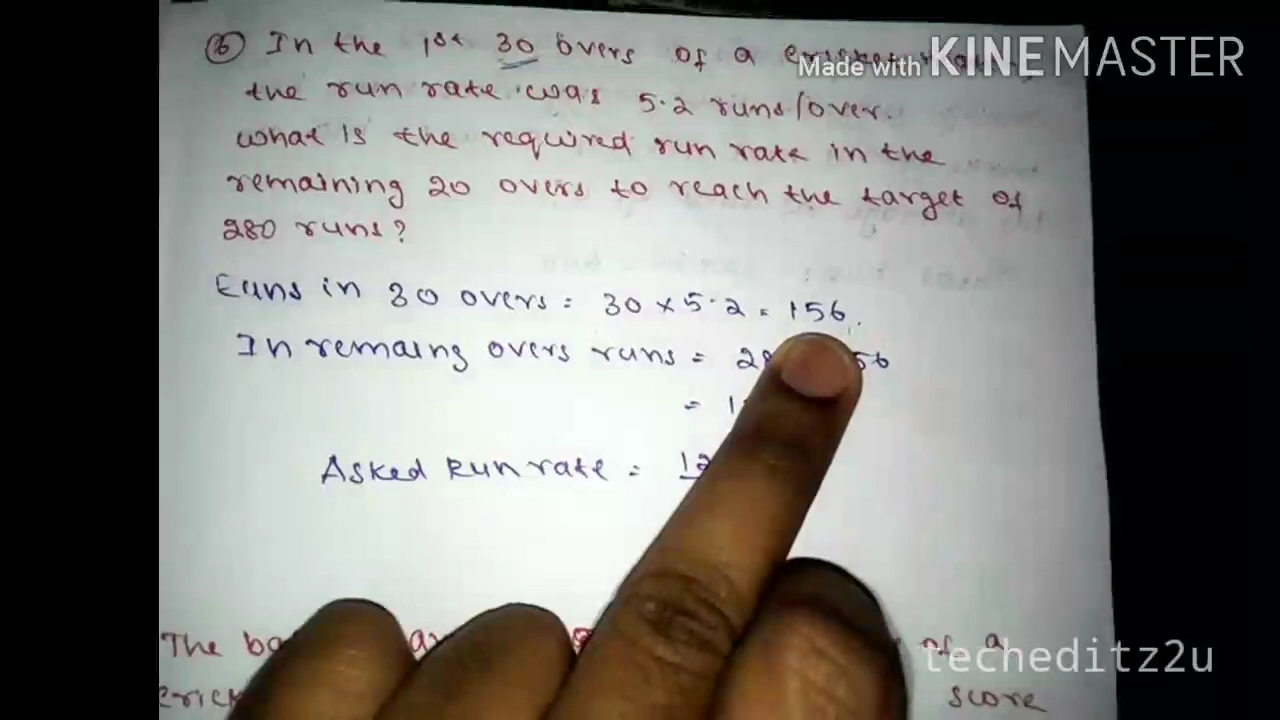 ⑥ In the 1st 30 overs of a
Made with KINEMASTER
the run rate was 5.2 runs/over.
what is the required run rate in the
remaining 20 overs to reach the target of
280 runs?
Runs in 30 overs = 30 × 5.2 = 156.
In remaing overs runs = 56
=
Asked Run rate =
The of a
techeditz2u
score